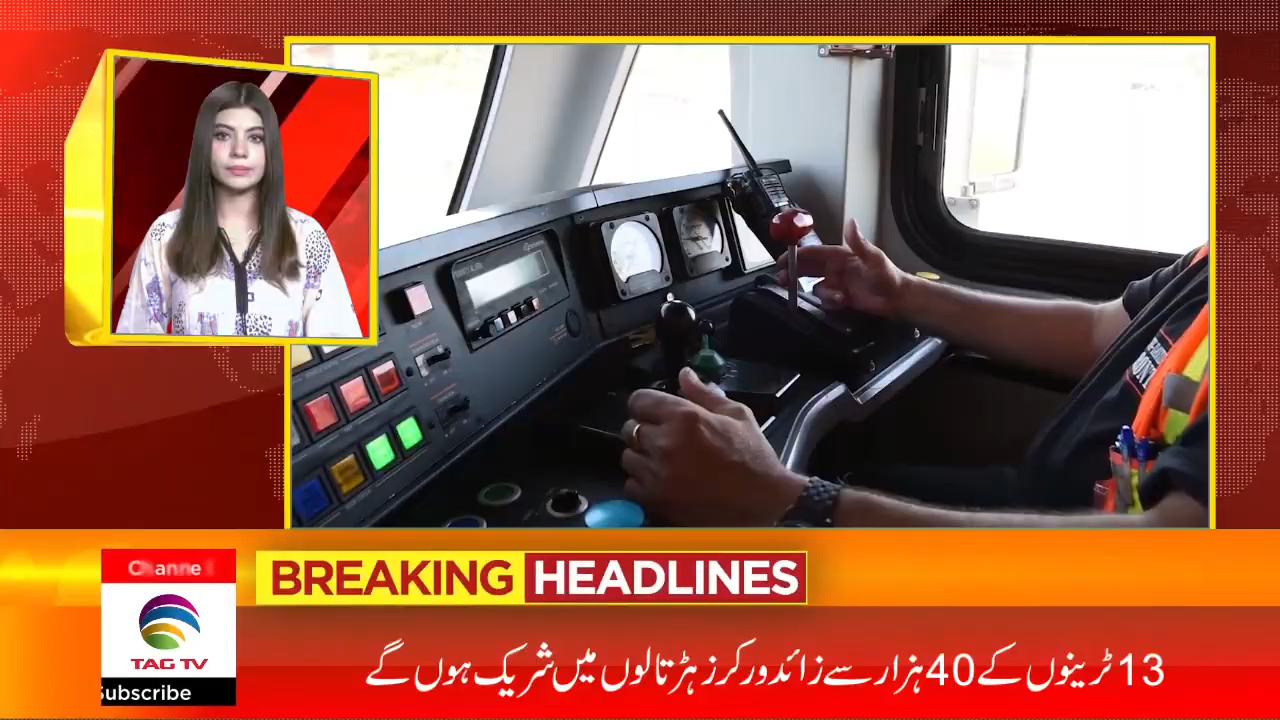 Channel
TAG TV
Subscribe
BREAKING HEADLINES
13 ٹرینوں کے 40 ہزار سے زائد ورکرز ہڑتالوں میں شریک ہوں گے